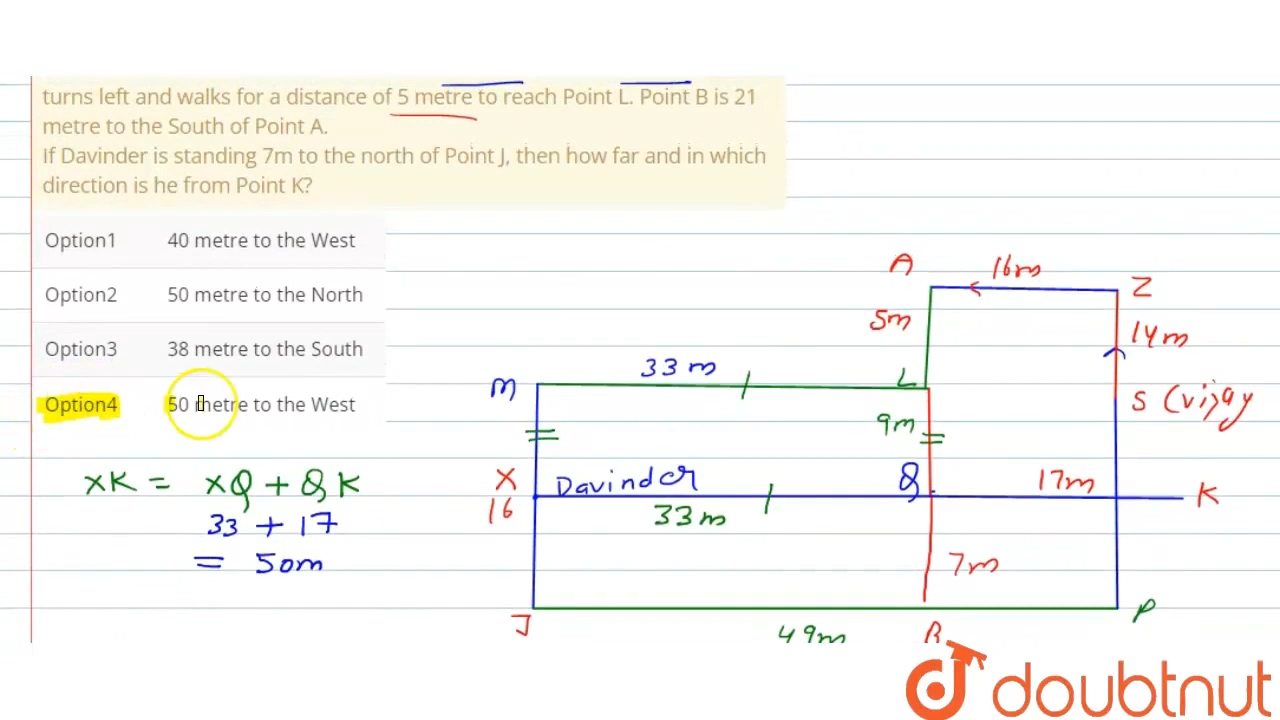 turns left and walks for a distance of 5 metre to reach Point L. Point B is 21
metre to the South of Point A.
If Davinder is standing 7m to the north of Point J, then how far and in which
direction is he from Point K?
Option1 40 metre to the West
Option2 50 metre to the North
Option3 38 metre to the South
Option4 50 metre to the West
XK = XQ + QK
33 + 17
= 50m
A 16m Z
5m 14m
33m
M L S (vijay
9m
X Davinder Q 17m K
16 33m
7m
J B P
49m
doubtnut